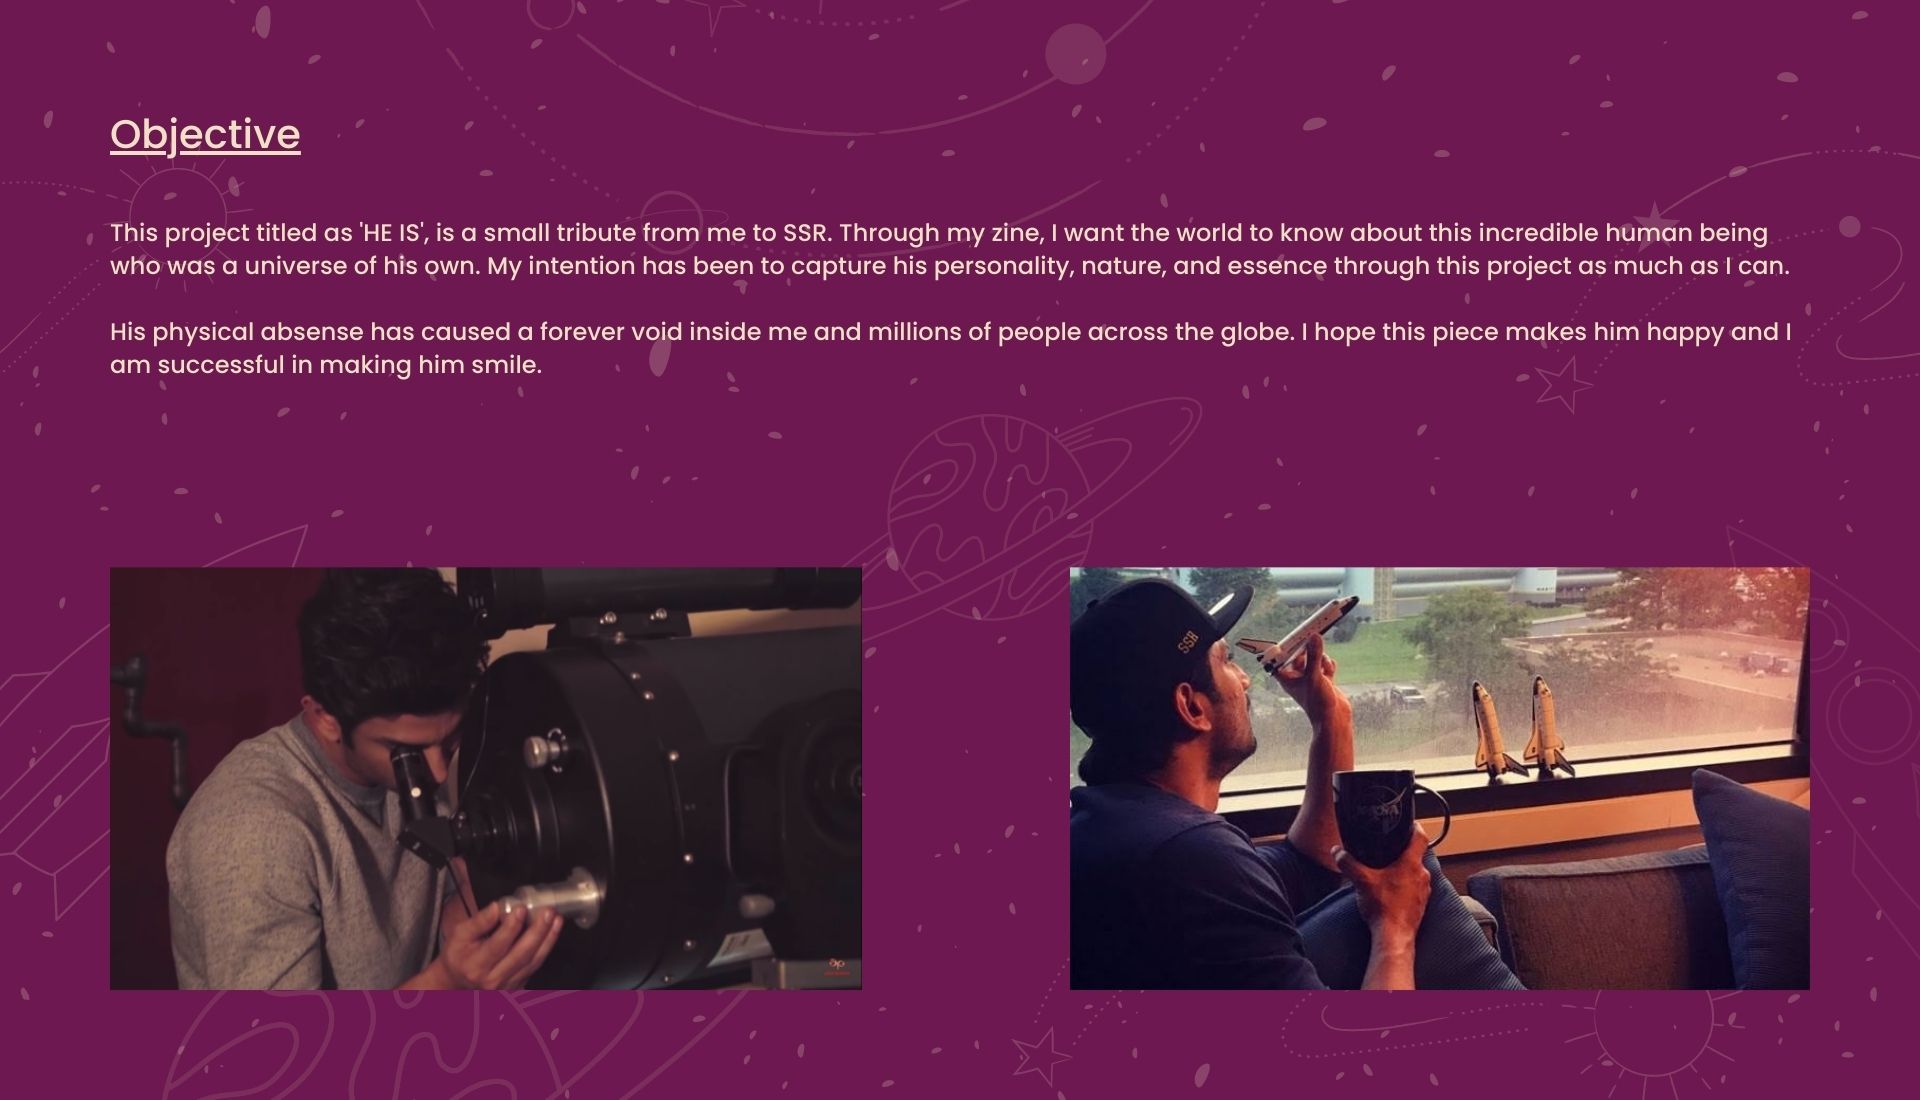 Objective
This project titled as 'HE IS', is a small tribute from me to SSR. Through my zine, I want the world to know about this incredible human being
who was a universe of his own. My intention has been to capture his personality, nature, and essence through this project as much as I can.
His physical absense has caused a forever void inside me and millions of people across the globe. I hope this piece makes him happy and I
am successful in making him smile.
SSR
NASA